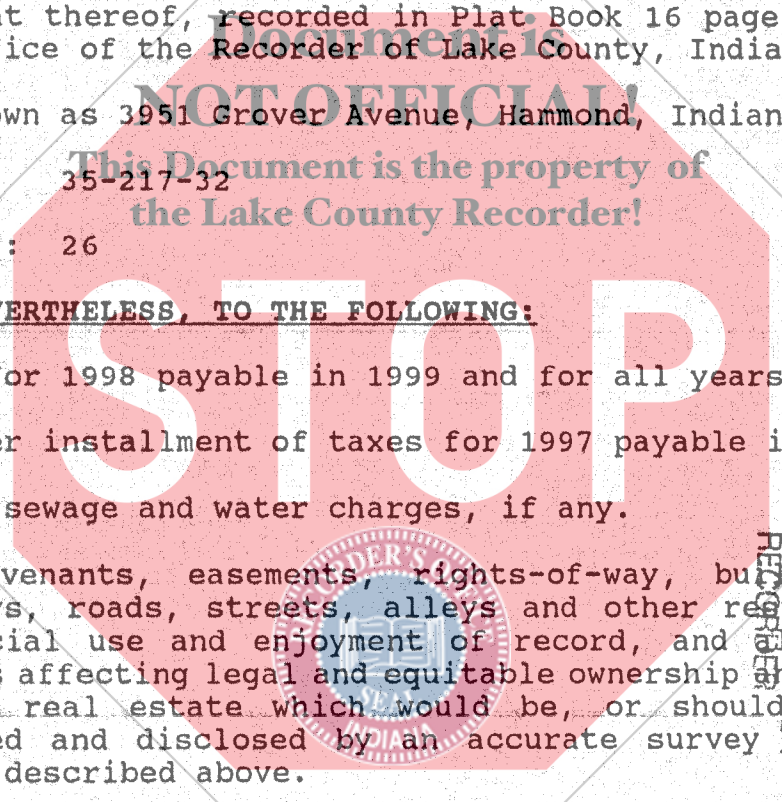 t thereof, recorded in Plat Book 16 page
Document is
ice of the Recorder of Lake County, India
NOT OFFICIAL!
own as 3951 Grover Avenue, Hammond, Indian
This Document is the property of
35-217-32
the Lake County Recorder!
: 26
VERTHELESS, TO THE FOLLOWING:
STOP
for 1998 payable in 1999 and for all years
er installment of taxes for 1997 payable i
sewage and water charges, if any.
RECORDER'S
venants, easements, rights-of-way,
ys, roads, streets, alleys and other
cial use and enjoyment of record, and
affecting legal and equitable ownership
real estate which would be, or should
SEAL
ed and disclosed by an accurate survey
INDIANA
described above.
RECORDER